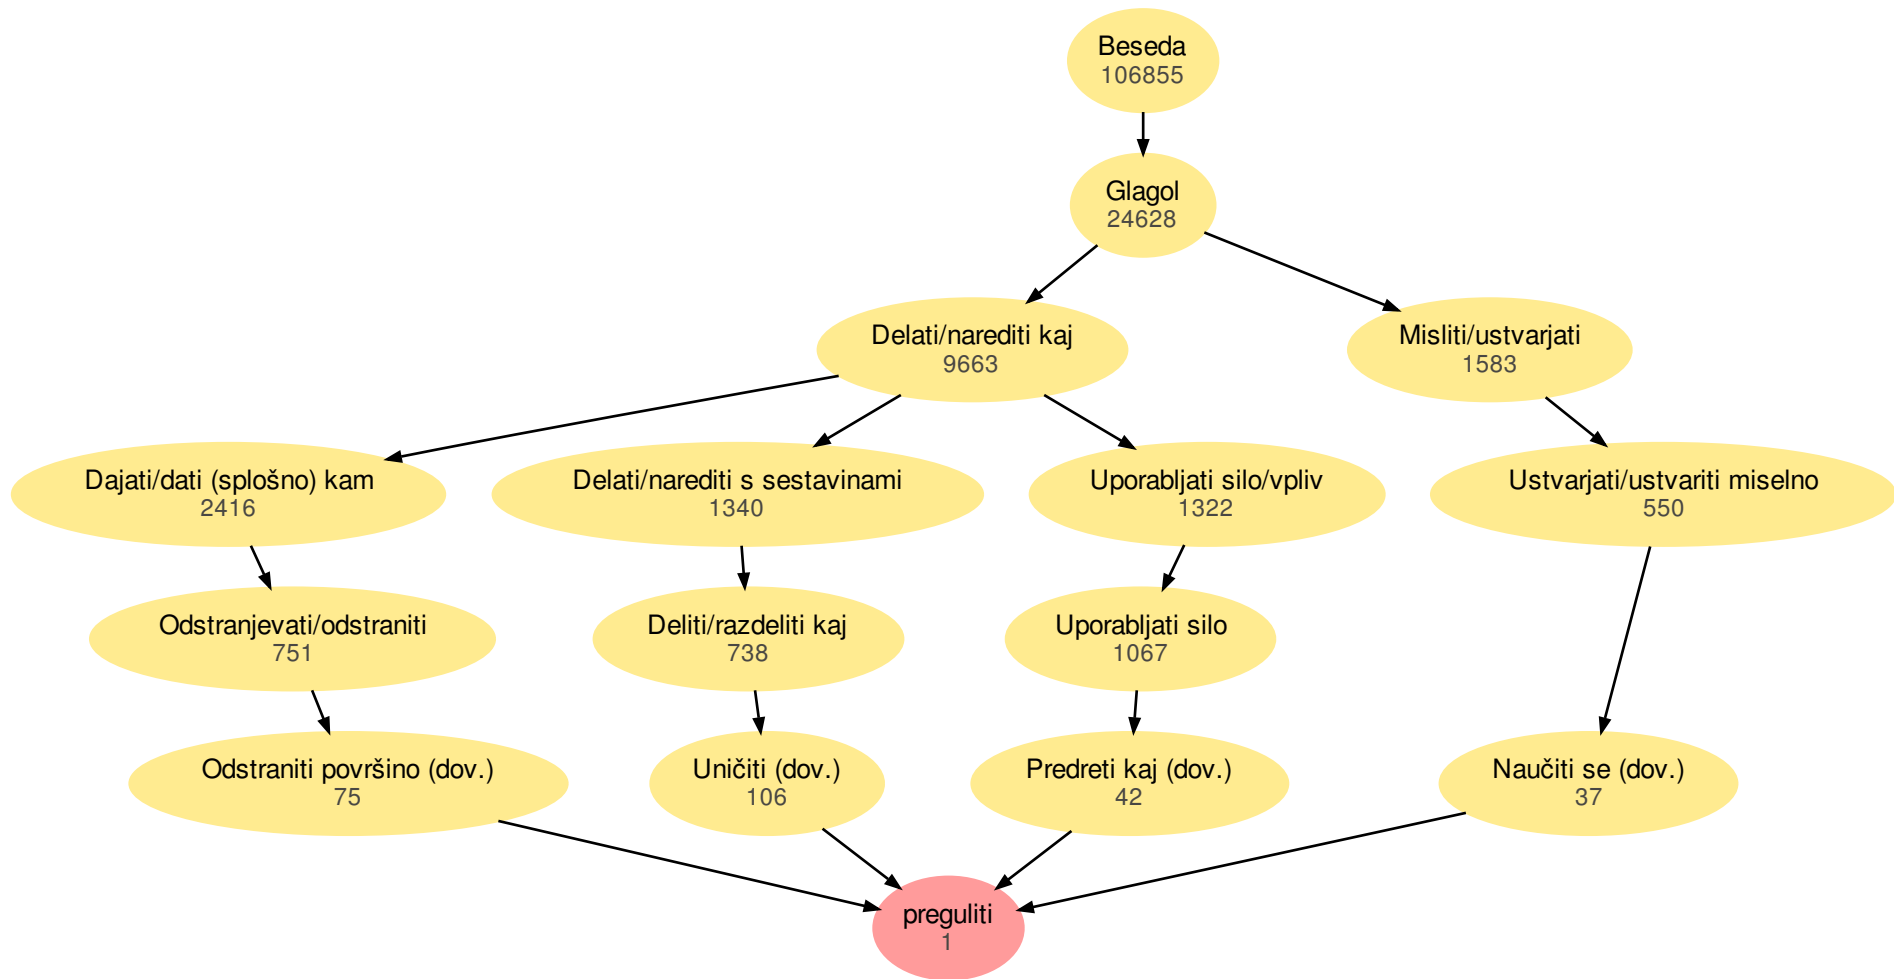 Beseda
106855
Glagol
24628
Delati/narediti kaj
9663
Misliti/ustvarjati
1583
Dajati/dati (splošno) kam
2416
Delati/narediti s sestavinami
1340
Uporabljati silo/vpliv
1322
Ustvarjati/ustvariti miselno
550
Odstranjevati/odstraniti
751
Deliti/razdeliti kaj
738
Uporabljati silo
1067
Odstraniti površino (dov.)
75
Uničiti (dov.)
106
Predreti kaj (dov.)
42
Naučiti se (dov.)
37
preguliti
1